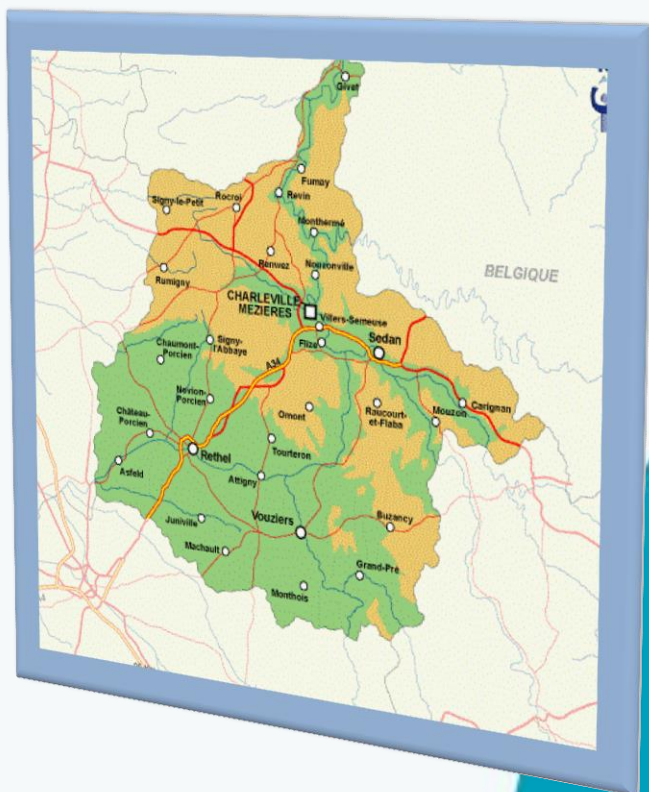 Givet
Fumay
Revin
Rocroi
Signy-le-Petit
Monthermé
Renwez
Nouzonville
BELGIQUE
Rumigny
CHARLEVILLE
MEZIERES
Villers-Semeuse
Flize
Sedan
Signy-
l'Abbaye
Chaumont-
Porcien
A34
Novion-
Porcien
Omont
Raucourt-
et-Flaba
Mouzon
Carignan
Château-
Porcien
Rethel
Tourteron
Asfeld
Attigny
Juniville
Vouziers
Buzancy
Machault
Grand-Pré
Monthois